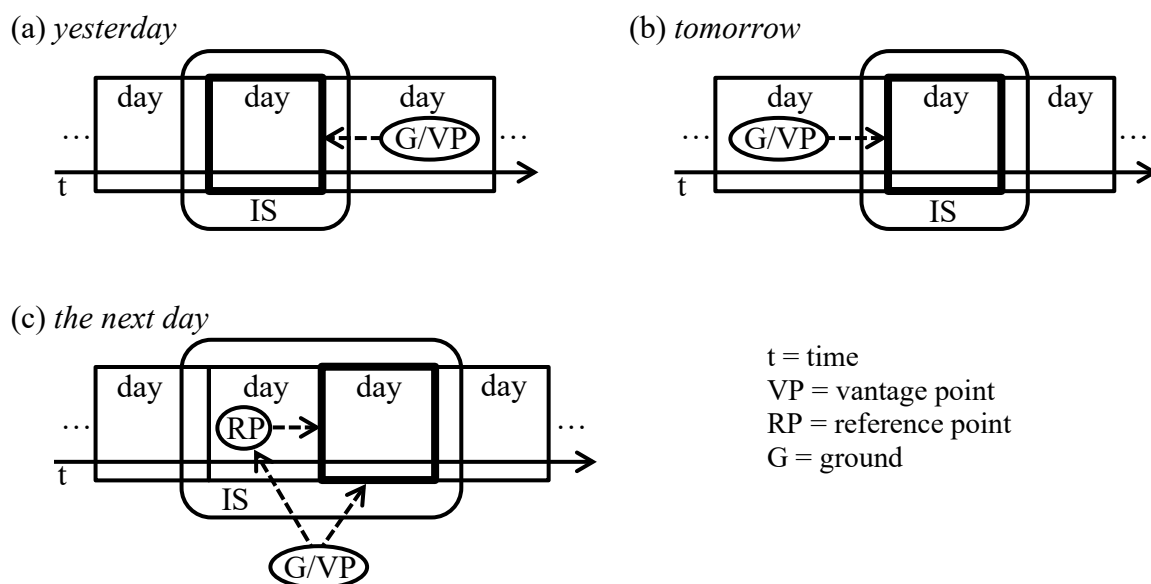 (a) yesterday
day day day
… G/VP …
t
IS
(b) tomorrow
day day day
… G/VP …
t
IS
(c) the next day
day day day day
… RP …
t
IS
G/VP
t = time
VP = vantage point
RP = reference point
G = ground